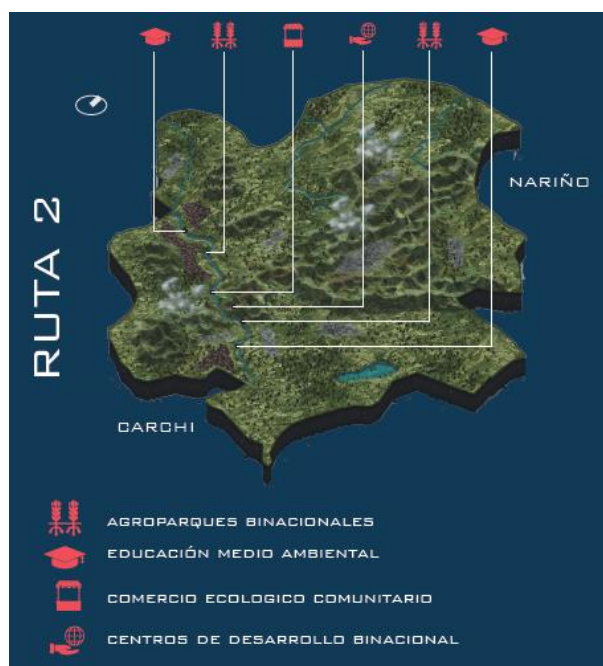 NARIÑO
RUTA 2
CARCHI
AGROPARQUES BINACIONALES
EDUCACIÓN MEDIO AMBIENTAL
COMERCIO ECOLOGICO COMUNITARIO
CENTROS DE DESARROLLO BINACIONAL